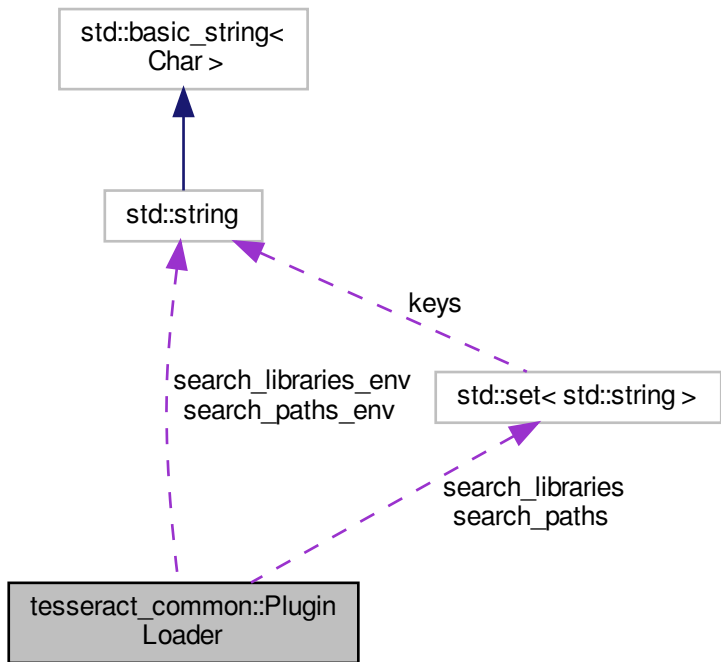 std::basic_string<
Char >
std::string
keys
search_libraries_env
search_paths_env
std::set< std::string >
search_libraries
search_paths
tesseract_common::Plugin
Loader